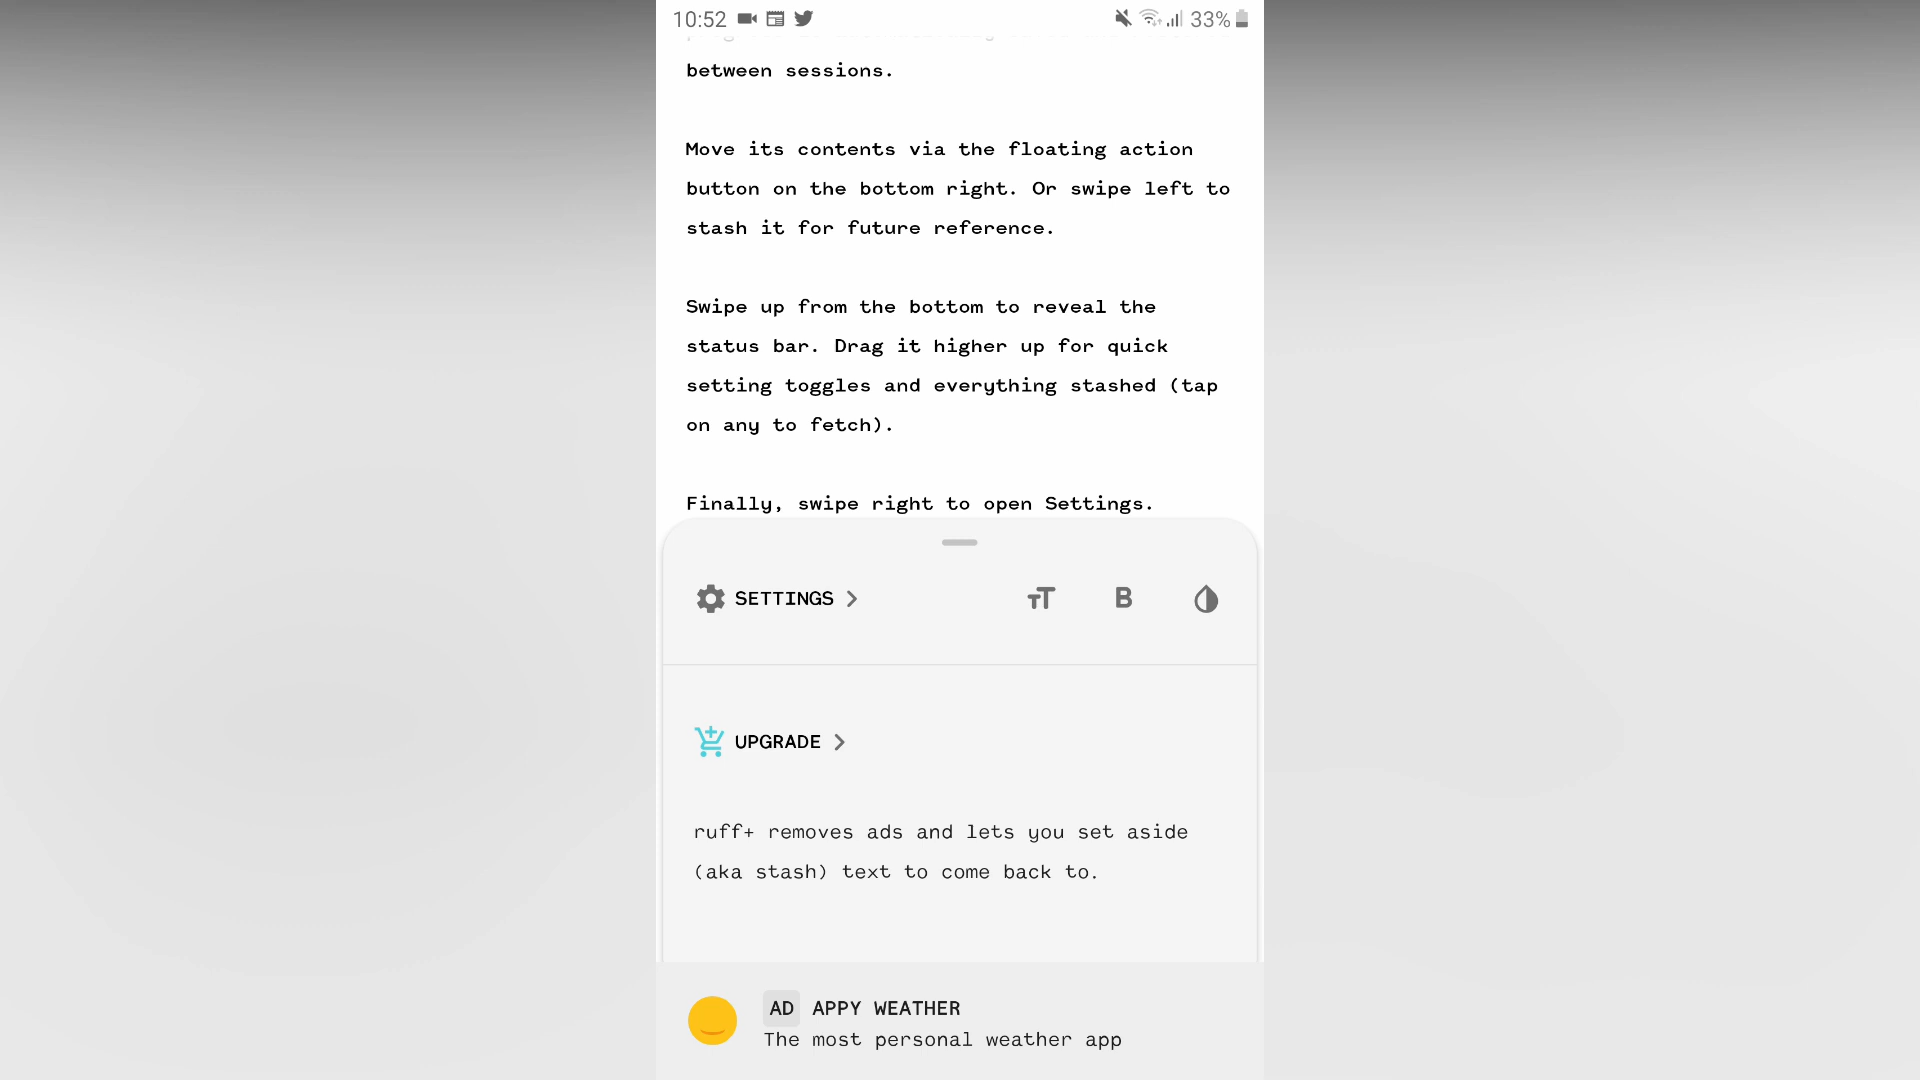 10:52
33%
between sessions.
Move its contents via the floating action
button on the bottom right. Or swipe left to
stash it for future reference.
Swipe up from the bottom to reveal the
status bar. Drag it higher up for quick
setting toggles and everything stashed (tap
on any to fetch).
Finally, swipe right to open Settings.
SETTINGS
B
UPGRADE
ruff+ removes ads and lets you set aside
(aka stash) text to come back to.
AD APPY WEATHER
The most personal weather app